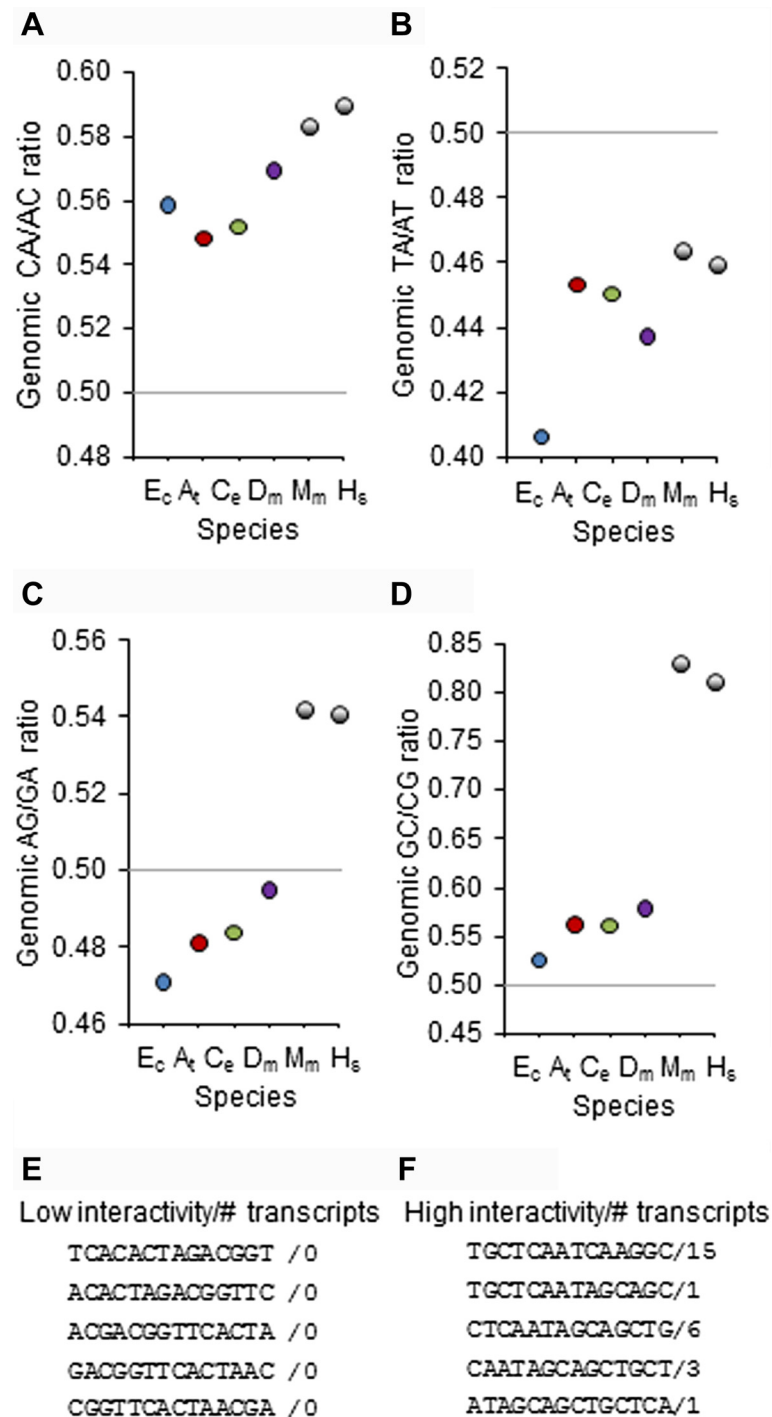 A
Genomic CA/AC ratio
0.60
0.58
0.56
0.54
0.52
0.50
0.48
Ec At Ce Dm Mm Hs
Species
B
Genomic TA/AT ratio
0.52
0.50
0.48
0.46
0.44
0.42
0.40
Ec At Ce Dm Mm Hs
Species
C
Genomic AG/GA ratio
0.56
0.54
0.52
0.50
0.48
0.46
Ec At Ce Dm Mm Hs
Species
D
Genomic GC/CG ratio
0.85
0.80
0.75
0.70
0.65
0.60
0.55
0.50
0.45
Ec At Ce Dm Mm Hs
Species
E
Low interactivity/# transcripts
TCACACTAGACGGT /0
ACACTAGACGGTTC /0
ACGACGGTTCACTA /0
GACGGTTCACTAAC /0
CGGTTCACTAACGA /0
F
High interactivity/# transcripts
TGCTCAATCAAGGC/15
TGCTCAATAGCAGC/1
CTCAATAGCAGCTG/6
CAATAGCAGCTGCT/3
ATAGCAGCTGCTCA/1